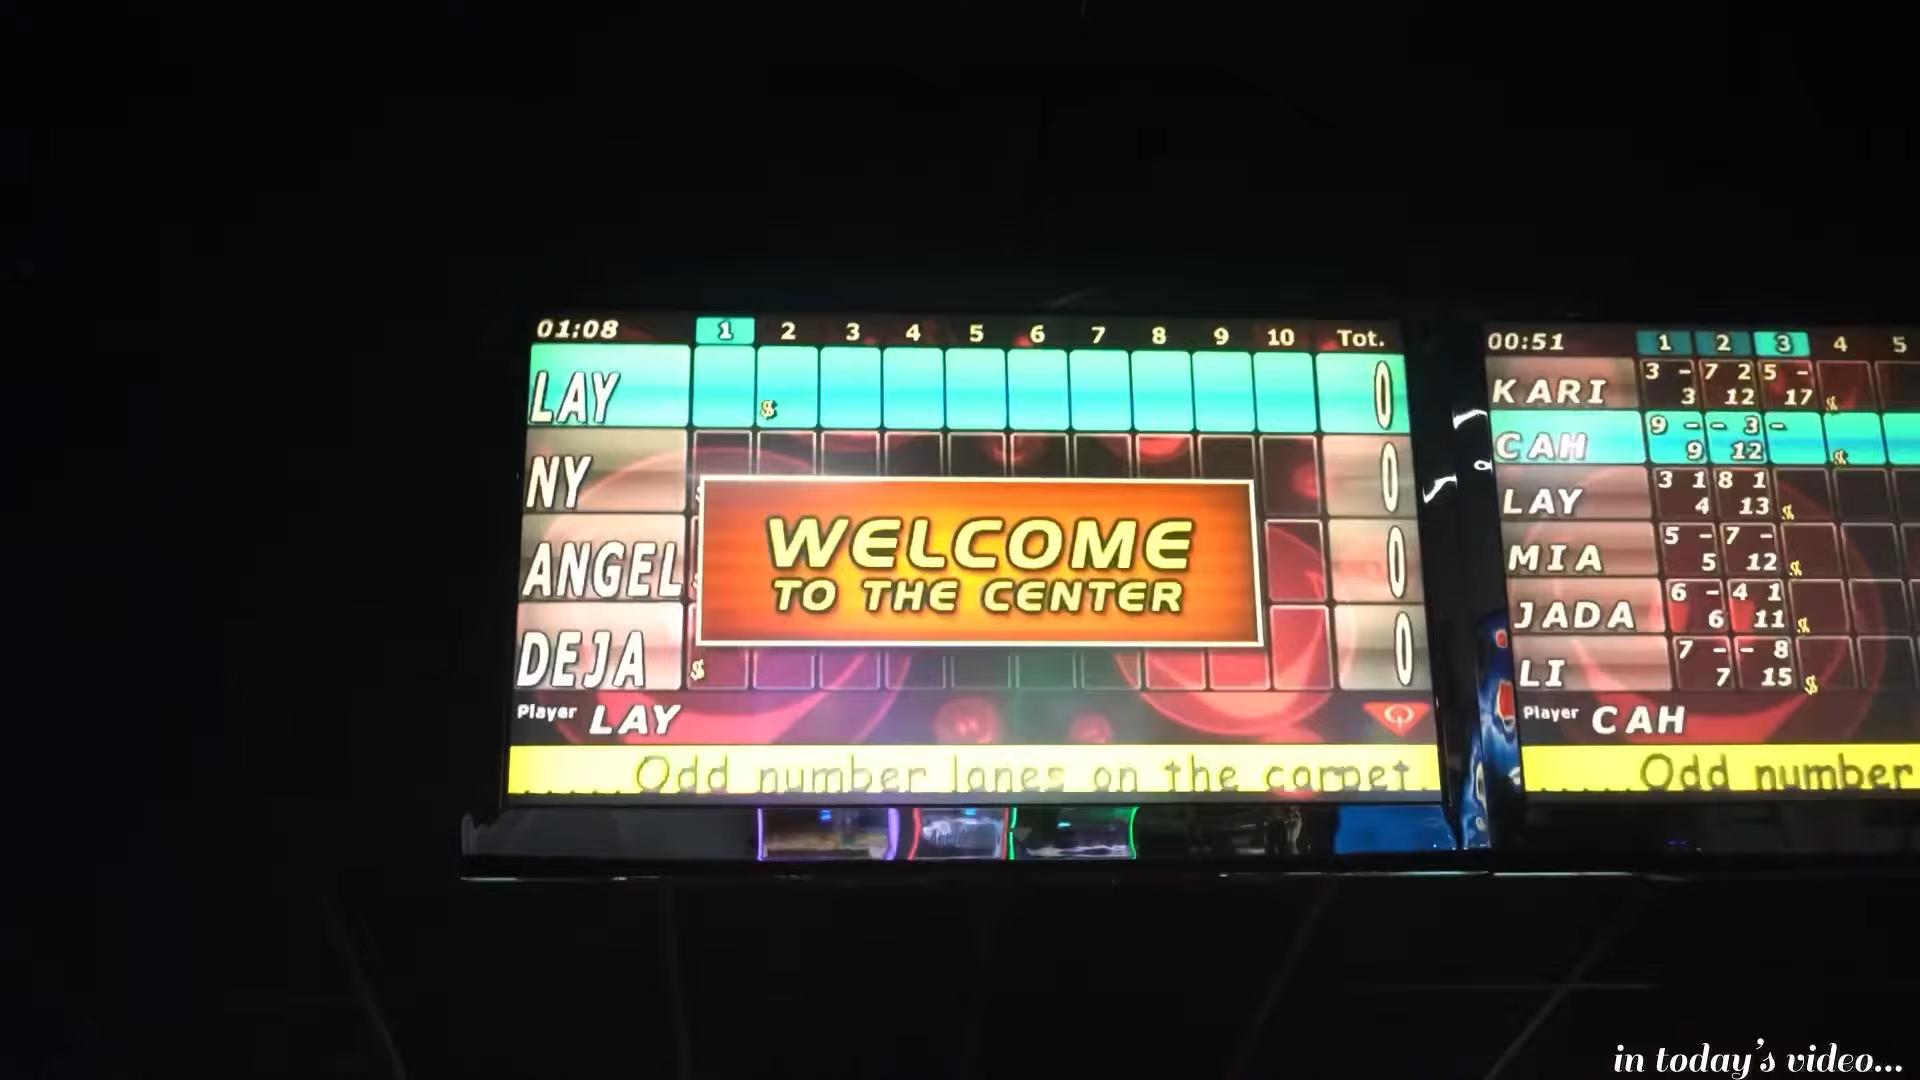 01:08 1 2 3 4 5 6 7 8 9 10 Tot.
LAY $ 0
NY 0
ANGEL 0
DEJA $ 0
WELCOME
TO THE CENTER
Player LAY
.....Odd number lanes on the carpet
00:51 1 2 3 4 5
KARI 3 - 7 2 5 -
3 12 17 $
CAH 9 - - 3 -
9 12 $
LAY 3 1 8 1
4 13 $
MIA 5 - 7 -
5 12 $
JADA 6 - 4 1
6 11 $
LI 7 - - 8
7 15 $
Player CAH
.....Odd number
in today's video...